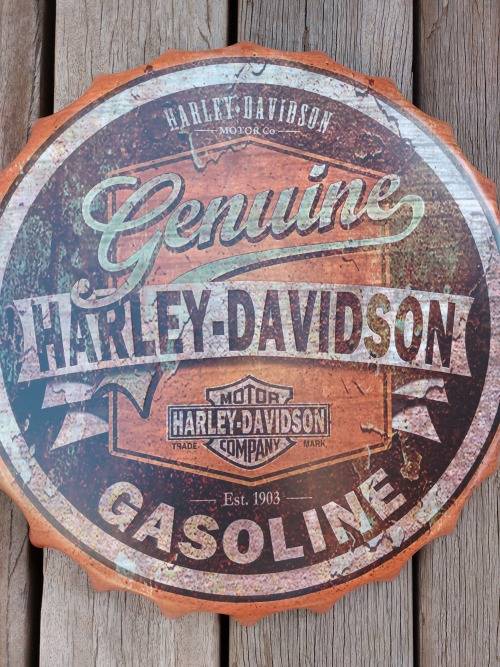 HARLEY-DAVIDSON
MOTOR Co
Genuine
HARLEY-DAVIDSON
MOTOR
HARLEY-DAVIDSON
TRADE MARK
COMPANY
Est. 1903
GASOLINE